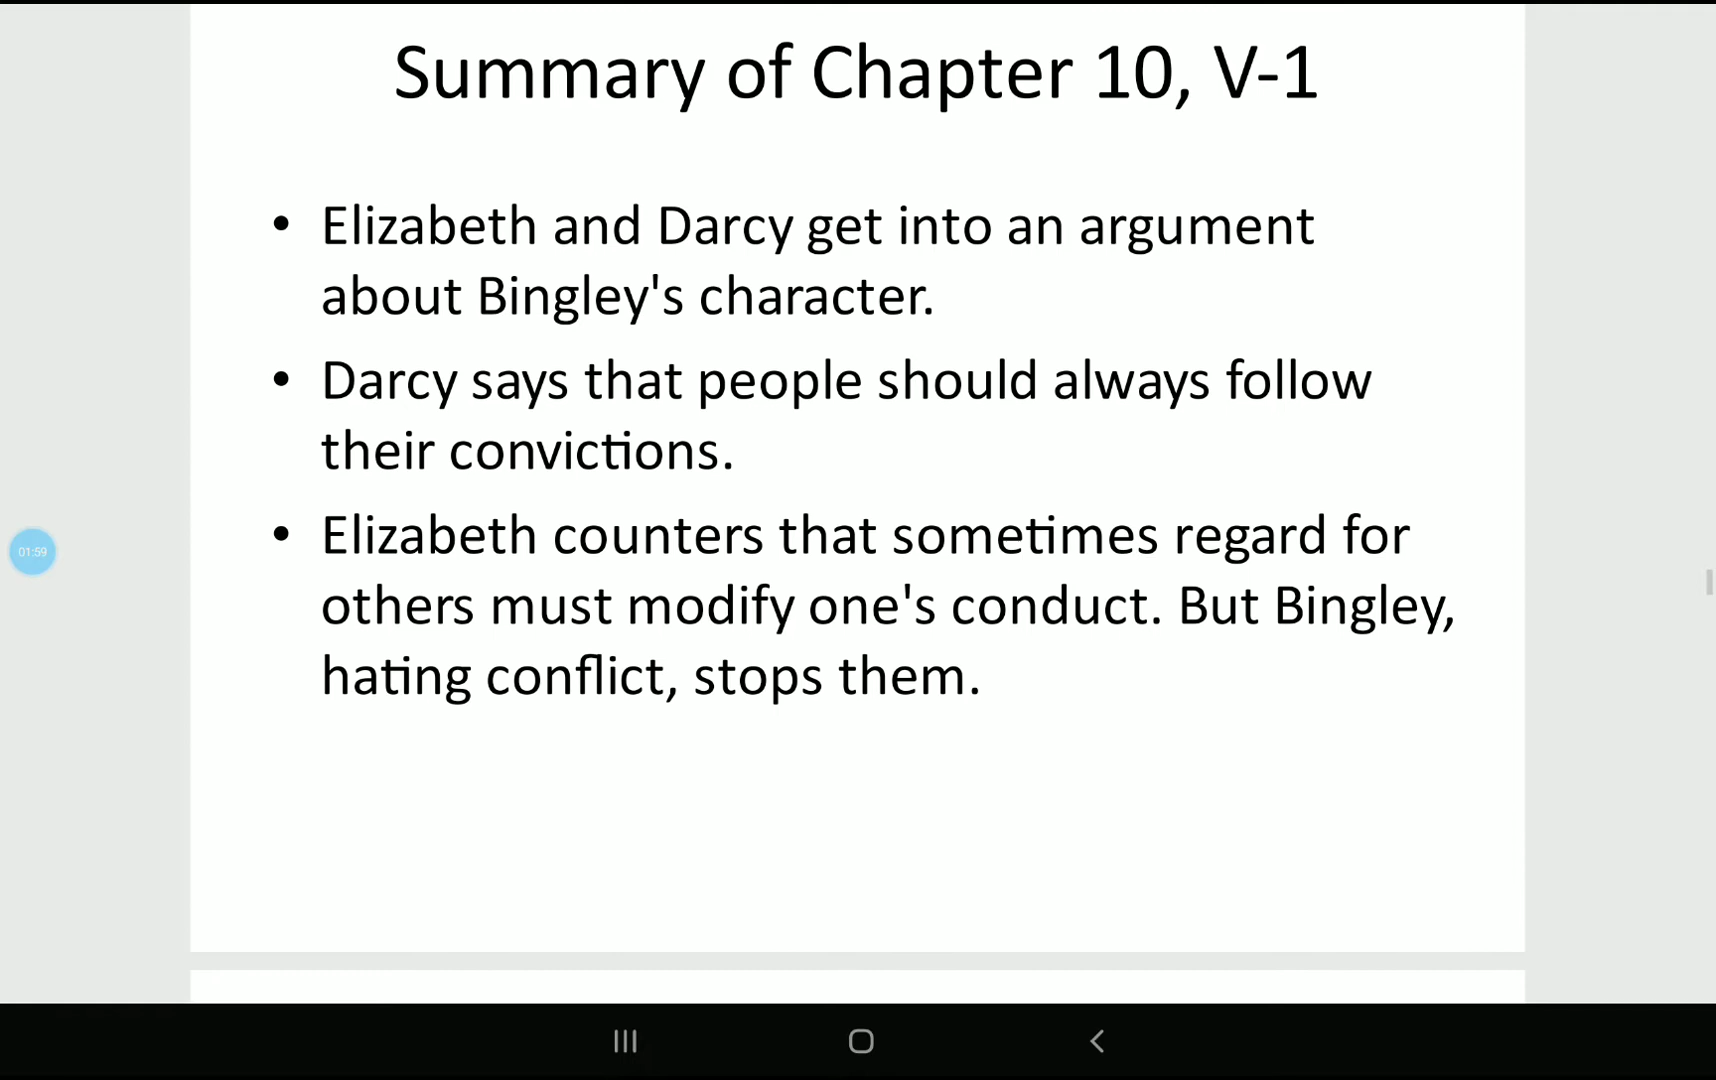 Summary of Chapter 10, V-1
• Elizabeth and Darcy get into an argument
about Bingley's character.
• Darcy says that people should always follow
their convictions.
• Elizabeth counters that sometimes regard for
others must modify one's conduct. But Bingley,
hating conflict, stops them.
01:59